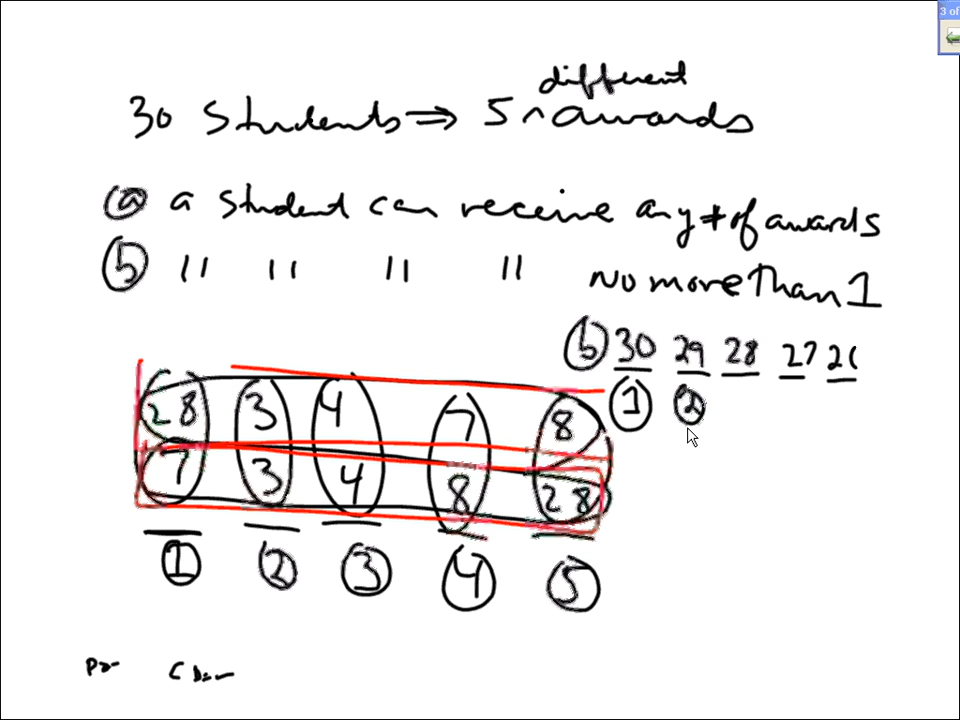 3 of
different
30 Students ⇒ 5 ^ awards
(a) a student can receive any # of awards
(b) " " " " No more than 1
(b) 30 29 28 27 26
(1) (2)
28 3 4 7 8
7 3 4 8 28
(1) (2) (3) (4) (5)